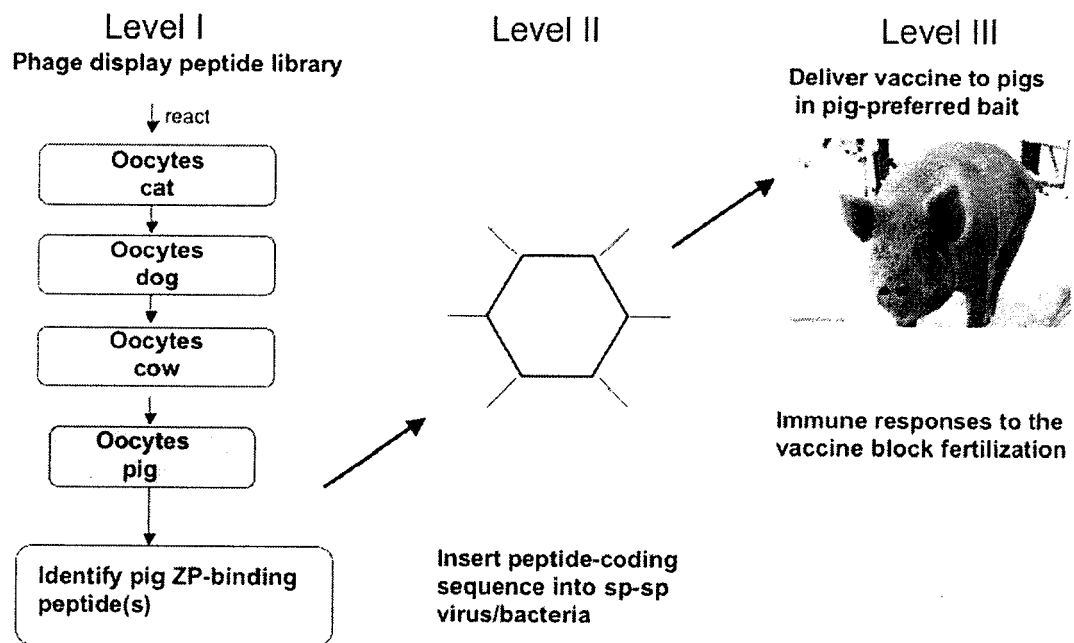 Level I
Phage display peptide library
react
Oocytes
cat
Oocytes
dog
Oocytes
cow
Oocytes
pig
Identify pig ZP-binding
peptide(s)
Level II
Insert peptide-coding
sequence into sp-sp
virus/bacteria
Level III
Deliver vaccine to pigs
in pig-preferred bait
Immune responses to the
vaccine block fertilization